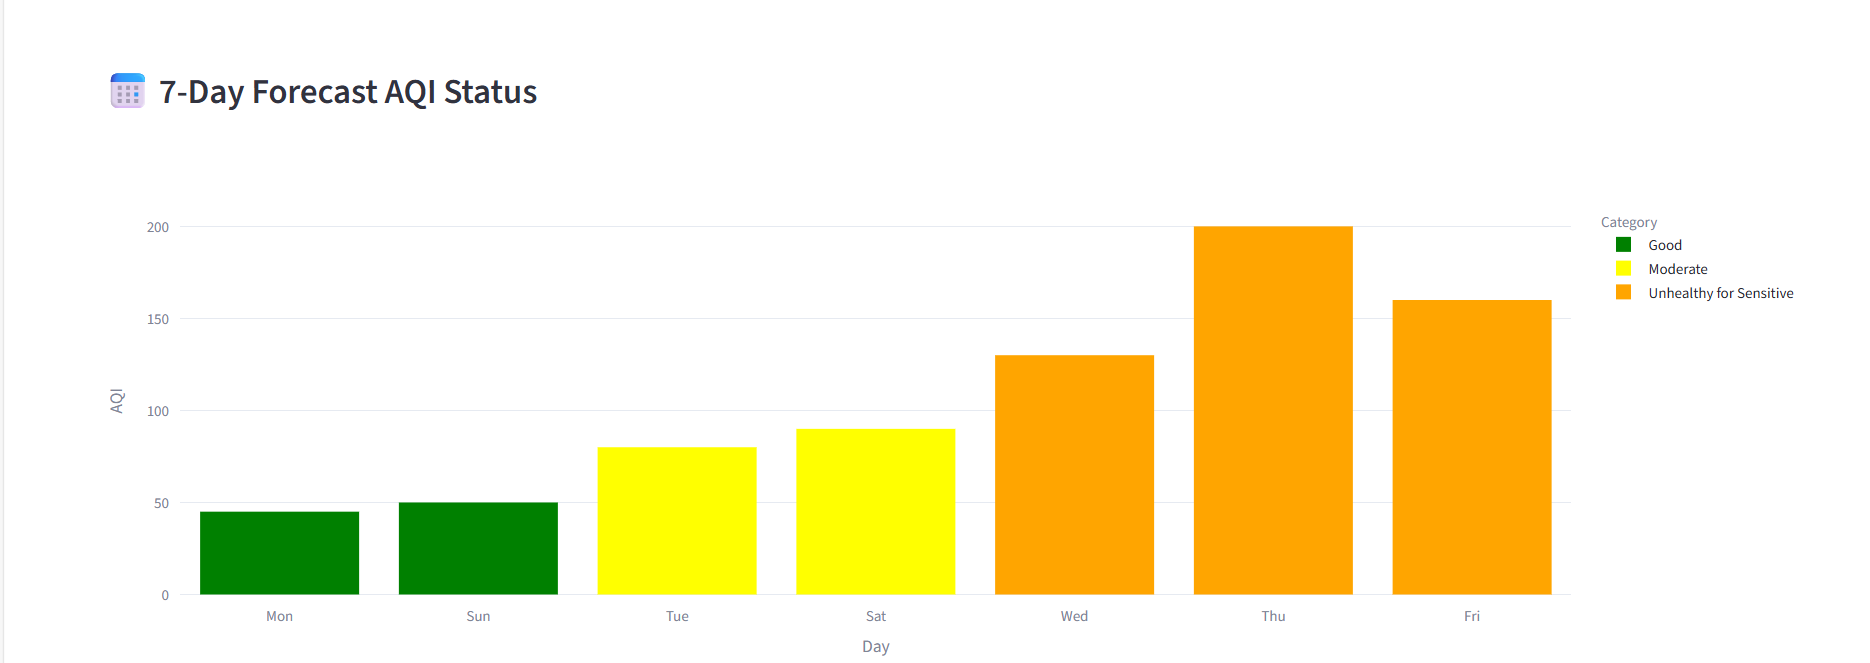 7-Day Forecast AQI Status
200
150
100
50
0
AQI
Mon Sun Tue Sat Wed Thu Fri
Day
Category
Good
Moderate
Unhealthy for Sensitive